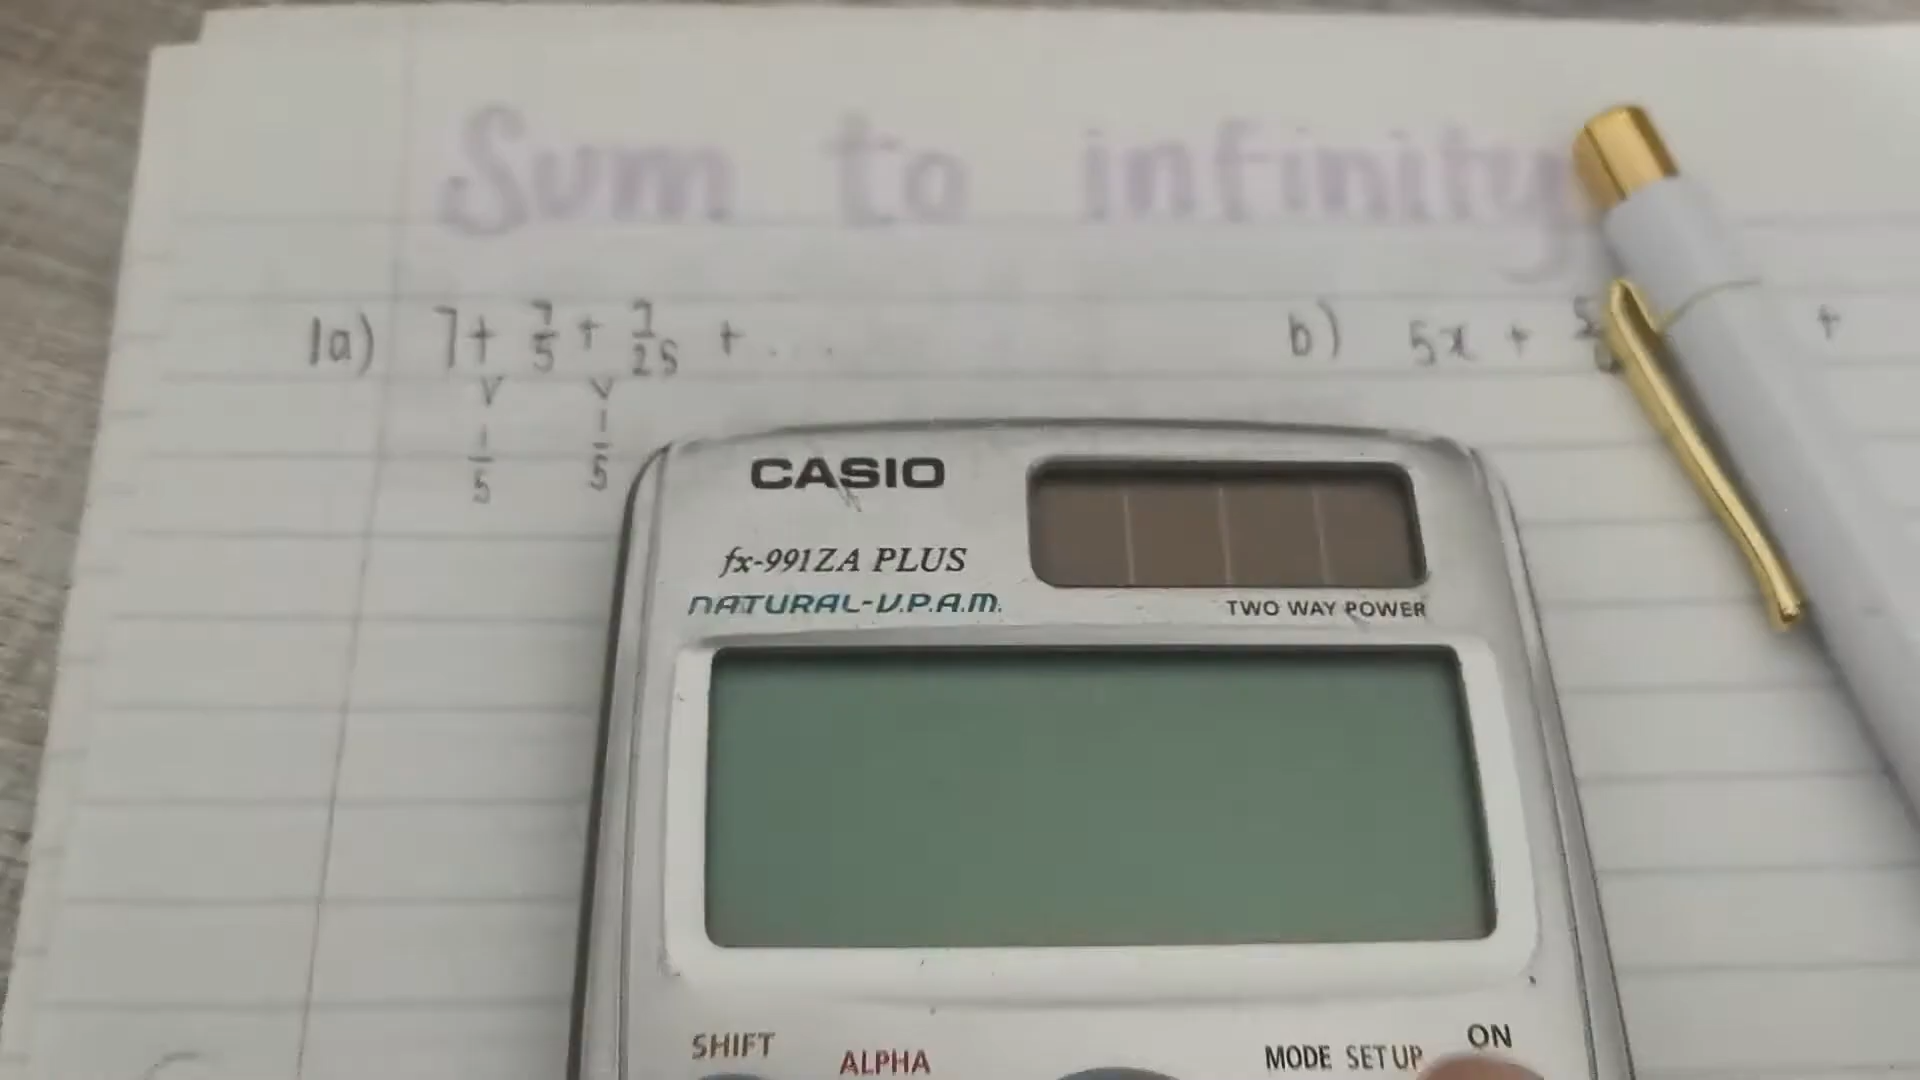 Sum to infinity
1a) 7 + 7/5 + 7/25 + ...
b) 5x + 5 +
1/5 1/5
CASIO
fx-991ZA PLUS
NATURAL-V.P.A.M.
TWO WAY POWER
SHIFT ALPHA MODE SETUP ON